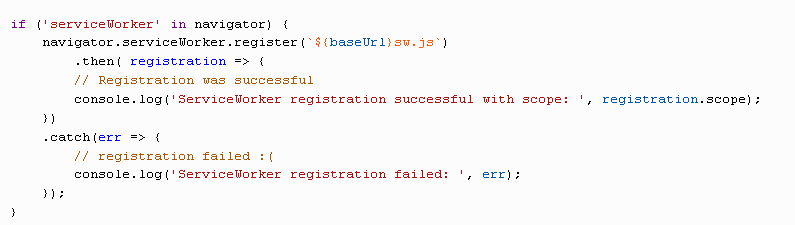 if ('serviceWorker' in navigator) {
    navigator.serviceWorker.register(`${baseUrl}sw.js`)
        .then( registration => {
        // Registration was successful
        console.log('ServiceWorker registration successful with scope: ', registration.scope);
    })
    .catch(err => {
        // registration failed :(
        console.log('ServiceWorker registration failed: ', err);
    });
}